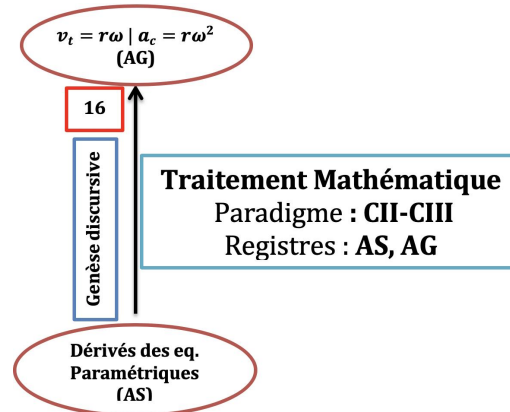 v_t = rω | a_c = rω²
(AG)
16
Genèse discursive
Traitement Mathématique
Paradigme : CII-CIII
Registres : AS, AG
Dérivés des eq.
Paramétriques
(AS)